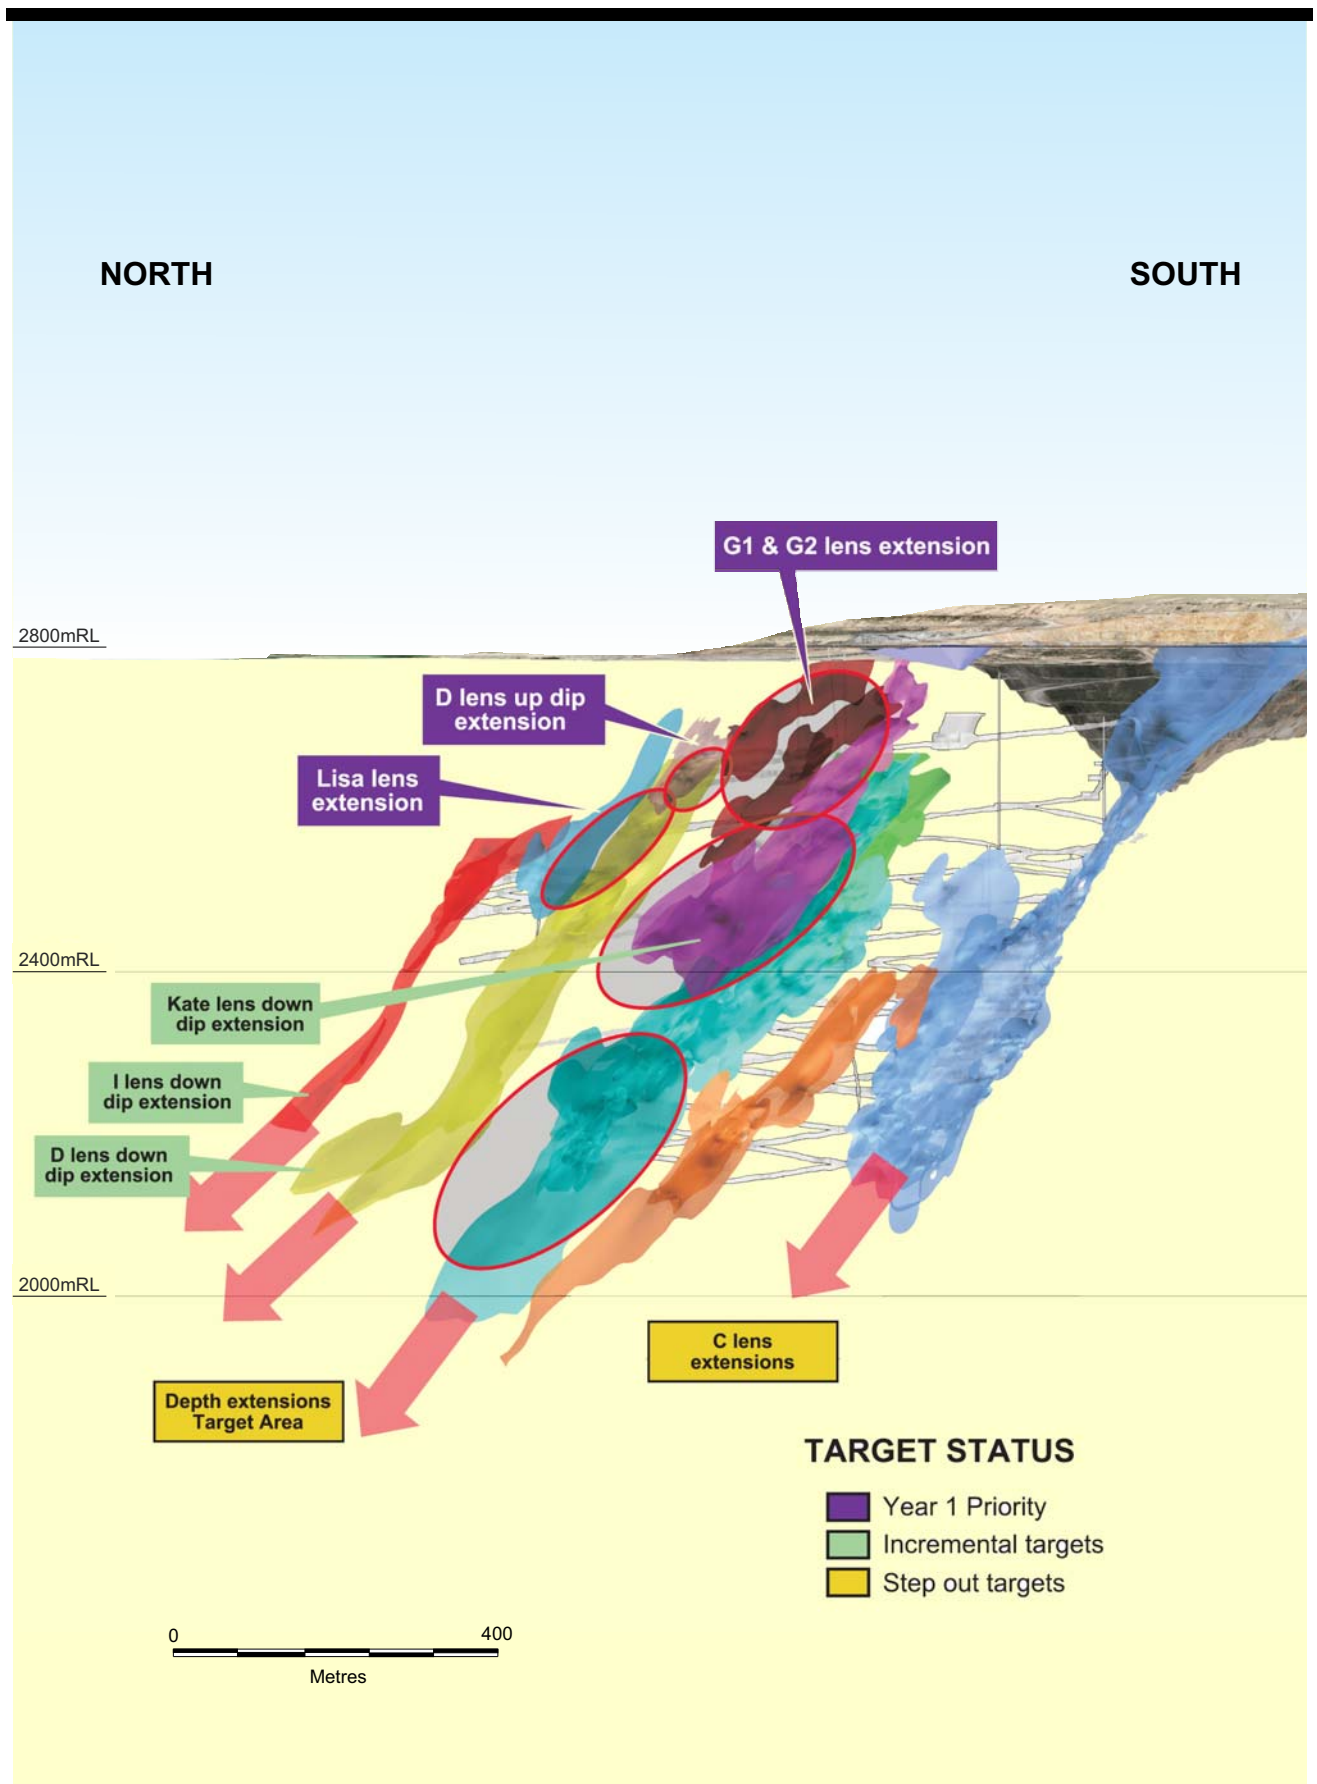 NORTH
SOUTH
G1 & G2 lens extension
2800mRL
D lens up dip
extension
Lisa lens
extension
2400mRL
Kate lens down
dip extension
I lens down
dip extension
D lens down
dip extension
2000mRL
C lens
extensions
Depth extensions
Target Area
TARGET STATUS
Year 1 Priority
Incremental targets
Step out targets
0 400
Metres